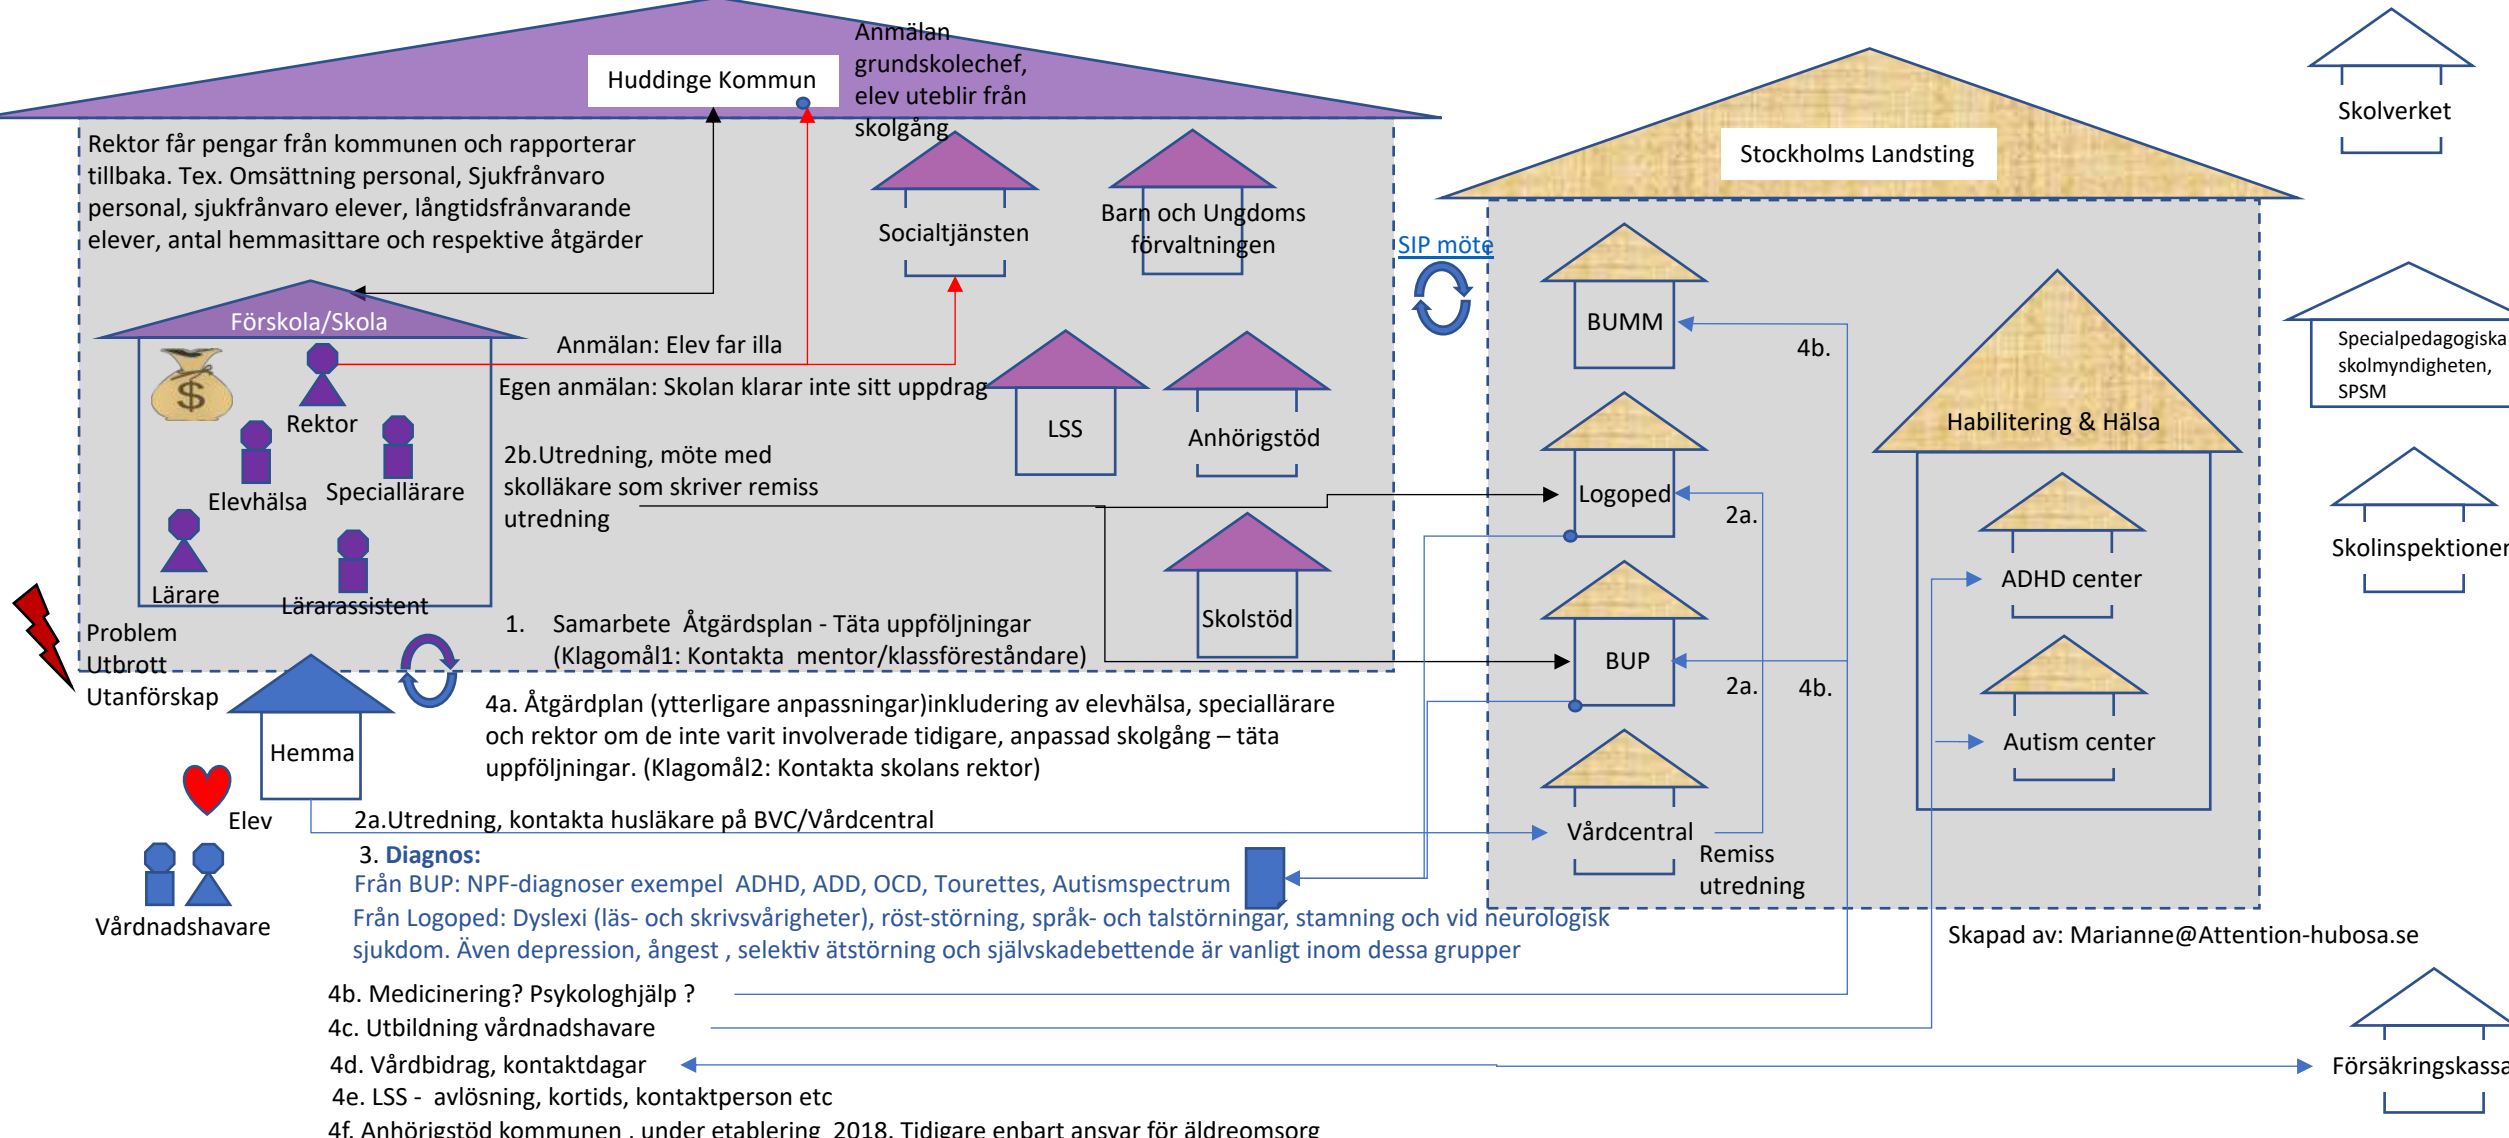 Huddinge Kommun
Anmälan
grundskolechef,
elev uteblir från
skolgång
Rektor får pengar från kommunen och rapporterar
tillbaka. Tex. Omsättning personal, Sjukfrånvaro
personal, sjukfrånvaro elever, långtidsfrånvarande
elever, antal hemmasittare och respektive åtgärder
Socialtjänsten
Barn och Ungdoms
förvaltningen
SIP möte
Stockholms Landsting
Skolverket
Förskola/Skola
$
Rektor
Elevhälsa
Speciallärare
Lärare
Lärarassistent
Anmälan: Elev far illa
Egen anmälan: Skolan klarar inte sitt uppdrag
LSS
Anhörigstöd
2b.Utredning, möte med
skolläkare som skriver remiss
utredning
Skolstöd
BUMM
4b.
Logoped
2a.
BUP
2a.
4b.
Vårdcentral
Remiss
utredning
Habilitering & Hälsa
ADHD center
Autism center
Specialpedagogiska
skolmyndigheten,
SPSM
Skolinspektionen
Problem
Utbrott
Utanförskap
1. Samarbete Åtgärdsplan - Täta uppföljningar
(Klagomål1: Kontakta mentor/klassföreståndare)
Hemma
Elev
Vårdnadshavare
4a. Åtgärdplan (ytterligare anpassningar)inkludering av elevhälsa, speciallärare
och rektor om de inte varit involverade tidigare, anpassad skolgång – täta
uppföljningar. (Klagomål2: Kontakta skolans rektor)
2a.Utredning, kontakta husläkare på BVC/Vårdcentral
3. Diagnos:
Från BUP: NPF-diagnoser exempel ADHD, ADD, OCD, Tourettes, Autismspectrum
Från Logoped: Dyslexi (läs- och skrivsvårigheter), röst-störning, språk- och talstörningar, stamning och vid neurologisk
sjukdom. Även depression, ångest , selektiv ätstörning och självskadebettende är vanligt inom dessa grupper
Skapad av: Marianne@Attention-hubosa.se
4b. Medicinering? Psykologhjälp ?
4c. Utbildning vårdnadshavare
4d. Vårdbidrag, kontaktdagar
Försäkringskassa
4e. LSS - avlösning, kortids, kontaktperson etc
4f. Anhörigstöd kommunen , under etablering 2018. Tidigare enbart ansvar för äldreomsorg